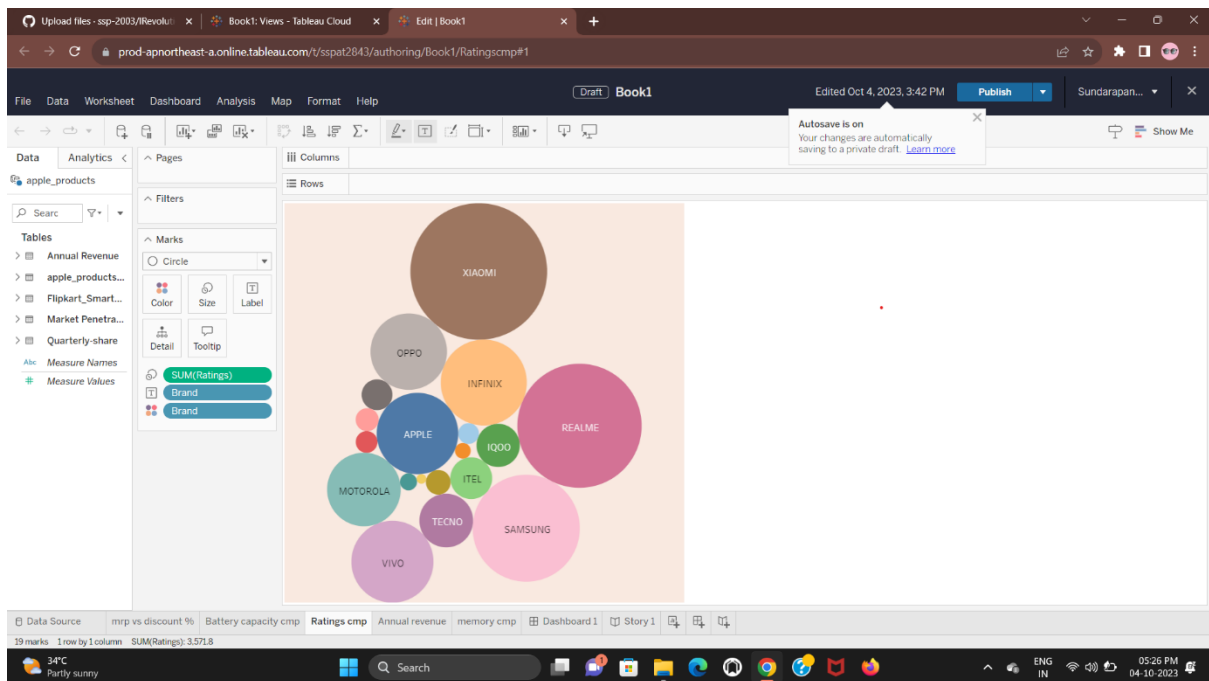 Upload files · ssp-2003/IRevoluti
Book1: Views - Tableau Cloud
Edit | Book1
prod-apnortheast-a.online.tableau.com/t/sspat2843/authoring/Book1/Ratingscmp#1
File Data Worksheet Dashboard Analysis Map Format Help
Draft Book1
Edited Oct 4, 2023, 3:42 PM
Publish
Sundarapan...
Autosave is on
Your changes are automatically
saving to a private draft. Learn more
Show Me
Data Analytics
Pages
Columns
apple_products
Rows
Filters
Searc
Tables
Annual Revenue
apple_products...
Flipkart_Smart...
Market Penetra...
Quarterly-share
Abc Measure Names
# Measure Values
Marks
Circle
Color Size Label
Detail Tooltip
SUM(Ratings)
Brand
Brand
XIAOMI
OPPO
INFINIX
REALME
APPLE
IQOO
ITEL
MOTOROLA
TECNO
SAMSUNG
VIVO
Data Source mrp vs discount % Battery capacity cmp Ratings cmp Annual revenue memory cmp Dashboard 1 Story 1
19 marks 1 row by 1 column SUM(Ratings): 3,571.8
34°C
Partly sunny
Search
ENG
IN
05:26 PM
04-10-2023